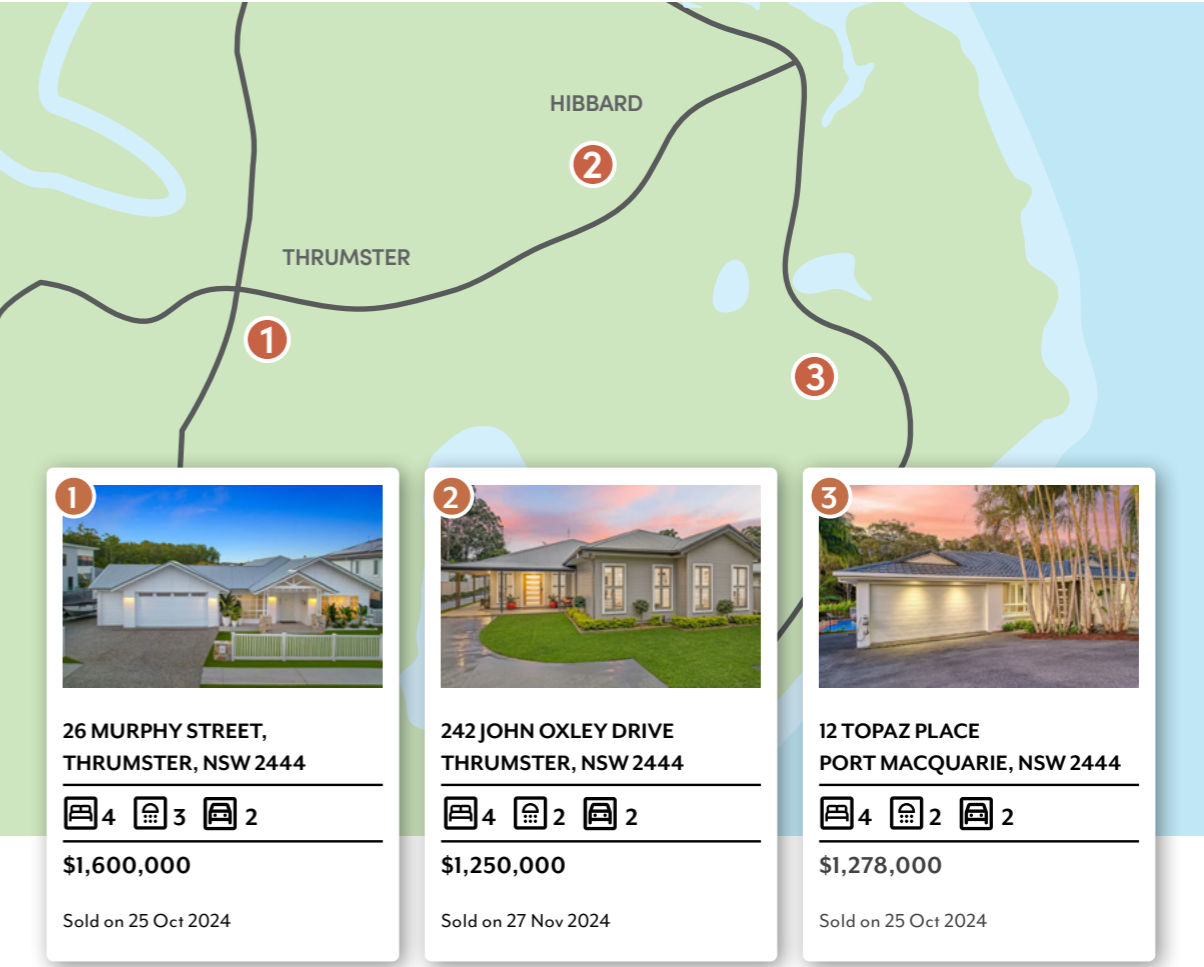 HIBBARD
2
THRUMSTER
1
3
1
26 MURPHY STREET,
THRUMSTER, NSW 2444
4 3 2
$1,600,000
Sold on 25 Oct 2024
2
242 JOHN OXLEY DRIVE
THRUMSTER, NSW 2444
4 2 2
$1,250,000
Sold on 27 Nov 2024
3
12 TOPAZ PLACE
PORT MACQUARIE, NSW 2444
4 2 2
$1,278,000
Sold on 25 Oct 2024